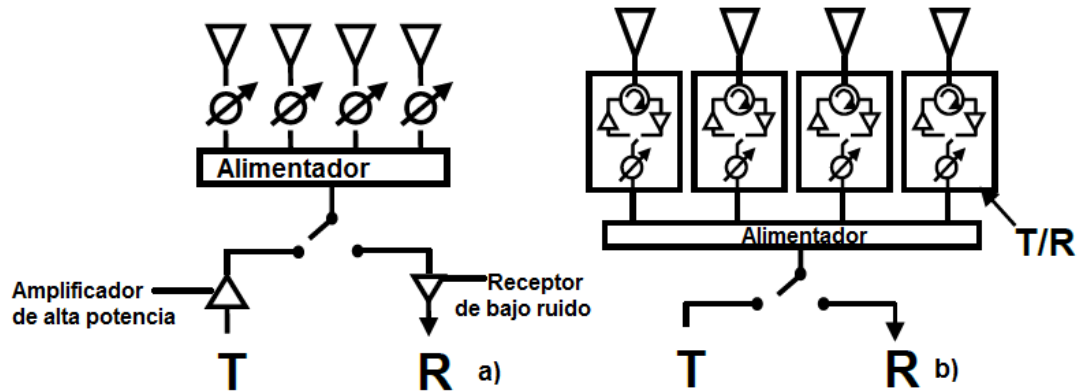 Alimentador
Amplificador
de alta potencia
Receptor
de bajo ruido
T
R
a)
Alimentador
T/R
T
R
b)